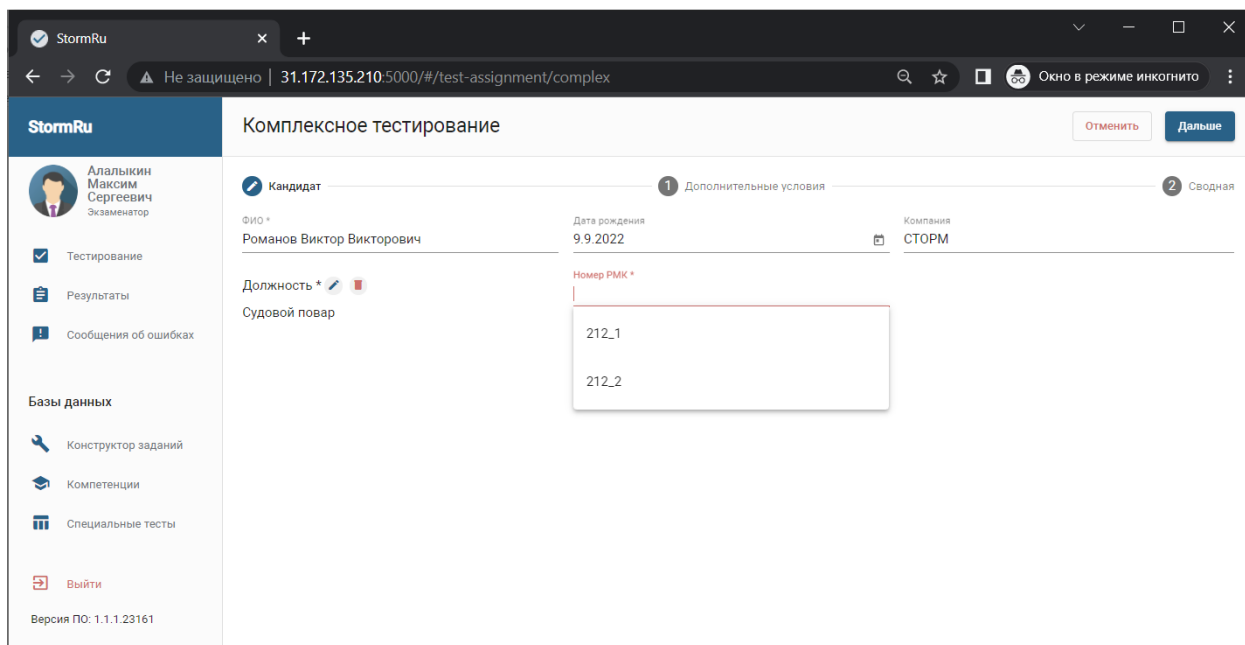 StormRu
Не защищено | 31.172.135.210:5000/#/test-assignment/complex
Окно в режиме инкогнито
StormRu
Комплексное тестирование
Отменить
Дальше
Алалыкин
Максим
Сергеевич
Экзаменатор
Кандидат
1 Дополнительные условия
2 Сводная
ФИО *
Дата рождения
Компания
Романов Виктор Викторович
9.9.2022
СТОРМ
Должность *
Номер РМК *
Судовой повар
212_1
212_2
Тестирование
Результаты
Сообщения об ошибках
Базы данных
Конструктор заданий
Компетенции
Специальные тесты
Выйти
Версия ПО: 1.1.1.23161